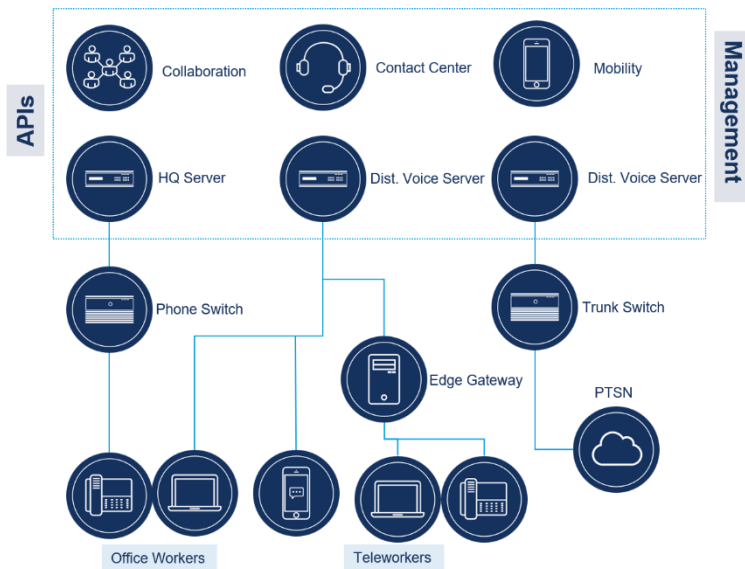 Collaboration
Contact Center
Mobility
APIs
Management
HQ Server
Dist. Voice Server
Dist. Voice Server
Phone Switch
Trunk Switch
Edge Gateway
PTSN
Office Workers
Teleworkers